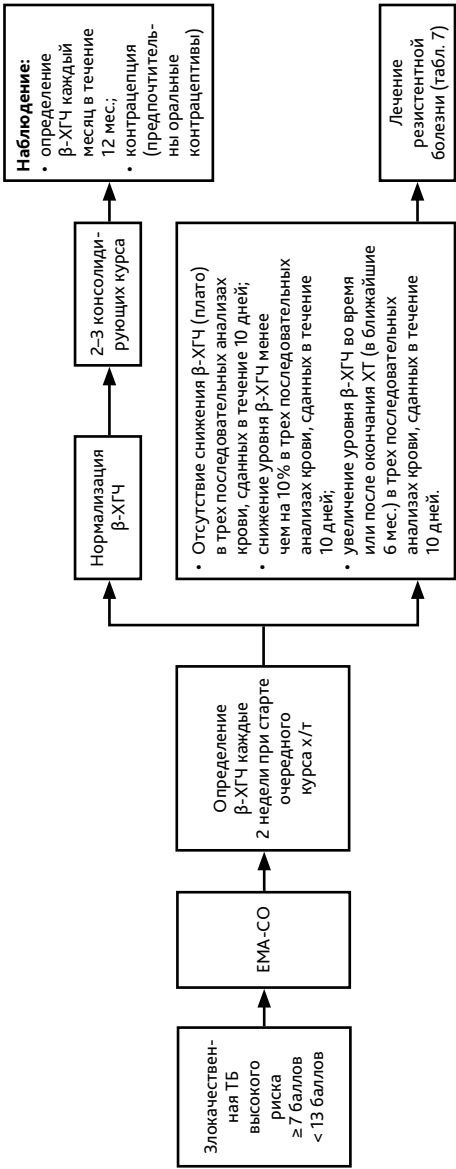 Злокачествен-
ная ТБ
высокого
риска
≥ 7 баллов
< 13 баллов
EMA-CO
Определение
β-ХГЧ каждые
2 недели при старте
очередного
курса х/т
Нормализация
β-ХГЧ
2–3 консолиди-
рующих курса
Наблюдение:
• определение
β-ХГЧ каждый
месяц в течение
12 мес.;
• контрацепция
(предпочтитель-
ны оральные
контрацептивы)
• Отсутствие снижения β-ХГЧ (плато)
в трех последовательных анализах
крови, сданных в течение 10 дней;
• снижение уровня β-ХГЧ менее
чем на 10% в трех последовательных
анализах крови, сданных в течение
10 дней;
• увеличение уровня β-ХГЧ во время
или после окончания ХТ (в ближайшие
6 мес.) в трех последовательных
анализах крови, сданных в течение
10 дней.
Лечение
резистентной
болезни (табл. 7)